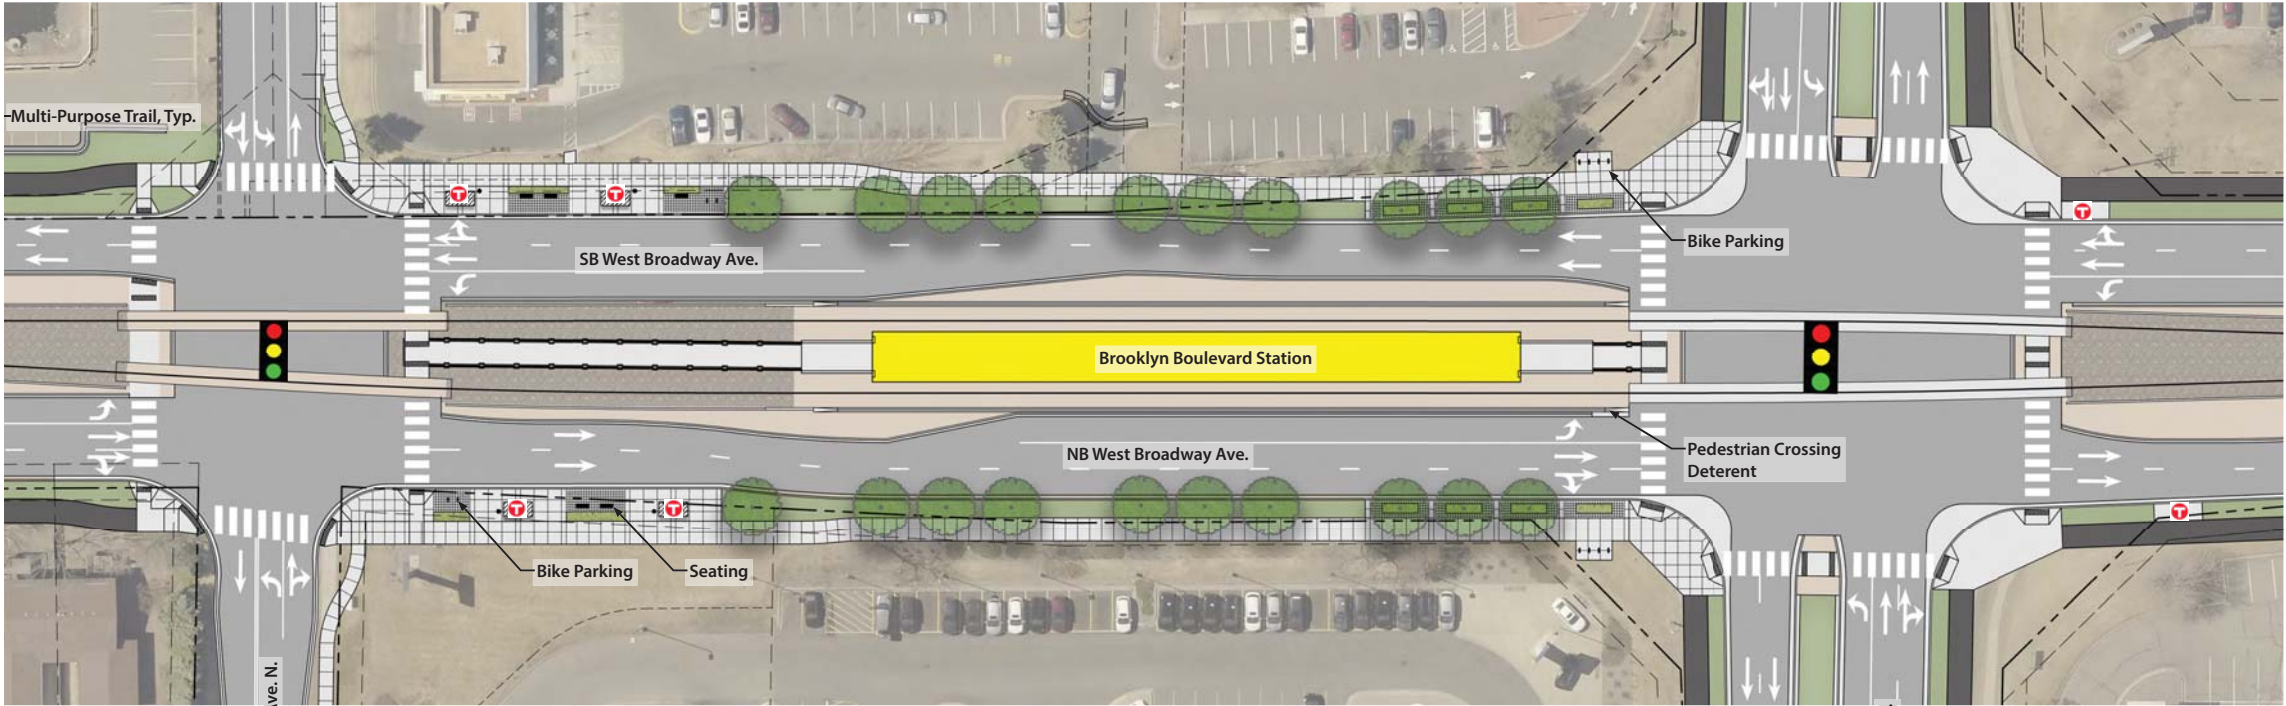 Multi-Purpose Trail, Typ.
T
T
T
SB West Broadway Ave.
Bike Parking
Brooklyn Boulevard Station
NB West Broadway Ave.
Pedestrian Crossing
Deterent
T
T
T
Bike Parking
Seating
Ave. N.